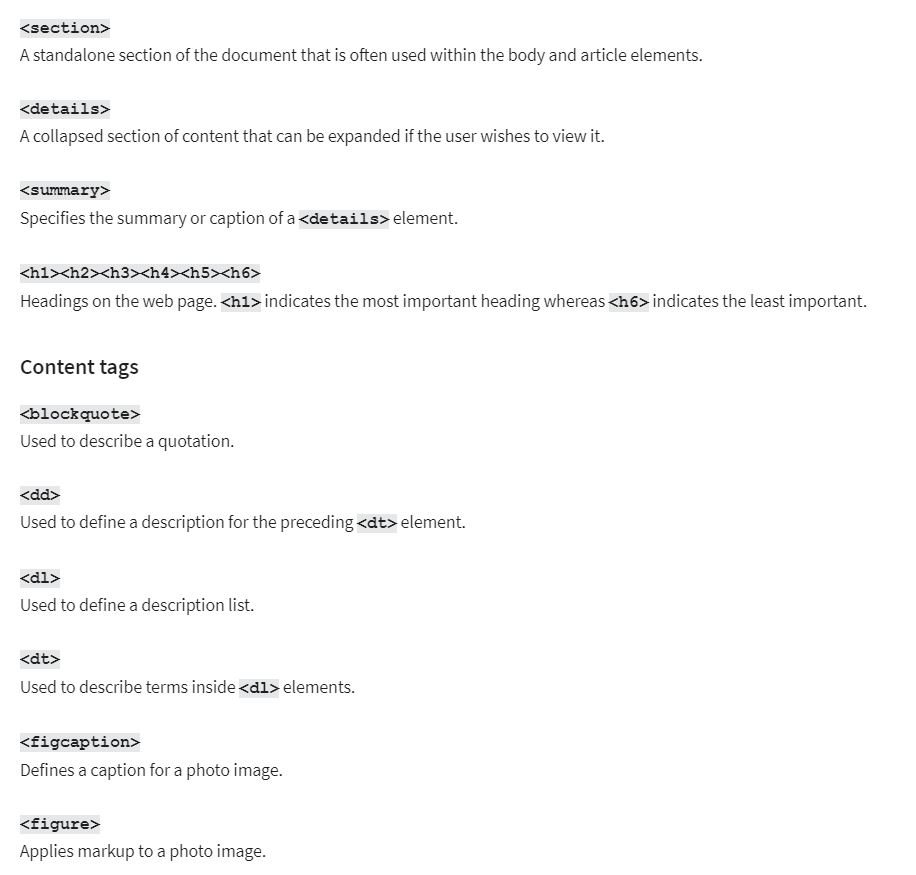 <section>
A standalone section of the document that is often used within the body and article elements.
<details>
A collapsed section of content that can be expanded if the user wishes to view it.
<summary>
Specifies the summary or caption of a <details> element.
<h1><h2><h3><h4><h5><h6>
Headings on the web page. <h1> indicates the most important heading whereas <h6> indicates the least important.
Content tags
<blockquote>
Used to describe a quotation.
<dd>
Used to define a description for the preceding <dt> element.
<dl>
Used to define a description list.
<dt>
Used to describe terms inside <dl> elements.
<figcaption>
Defines a caption for a photo image.
<figure>
Applies markup to a photo image.